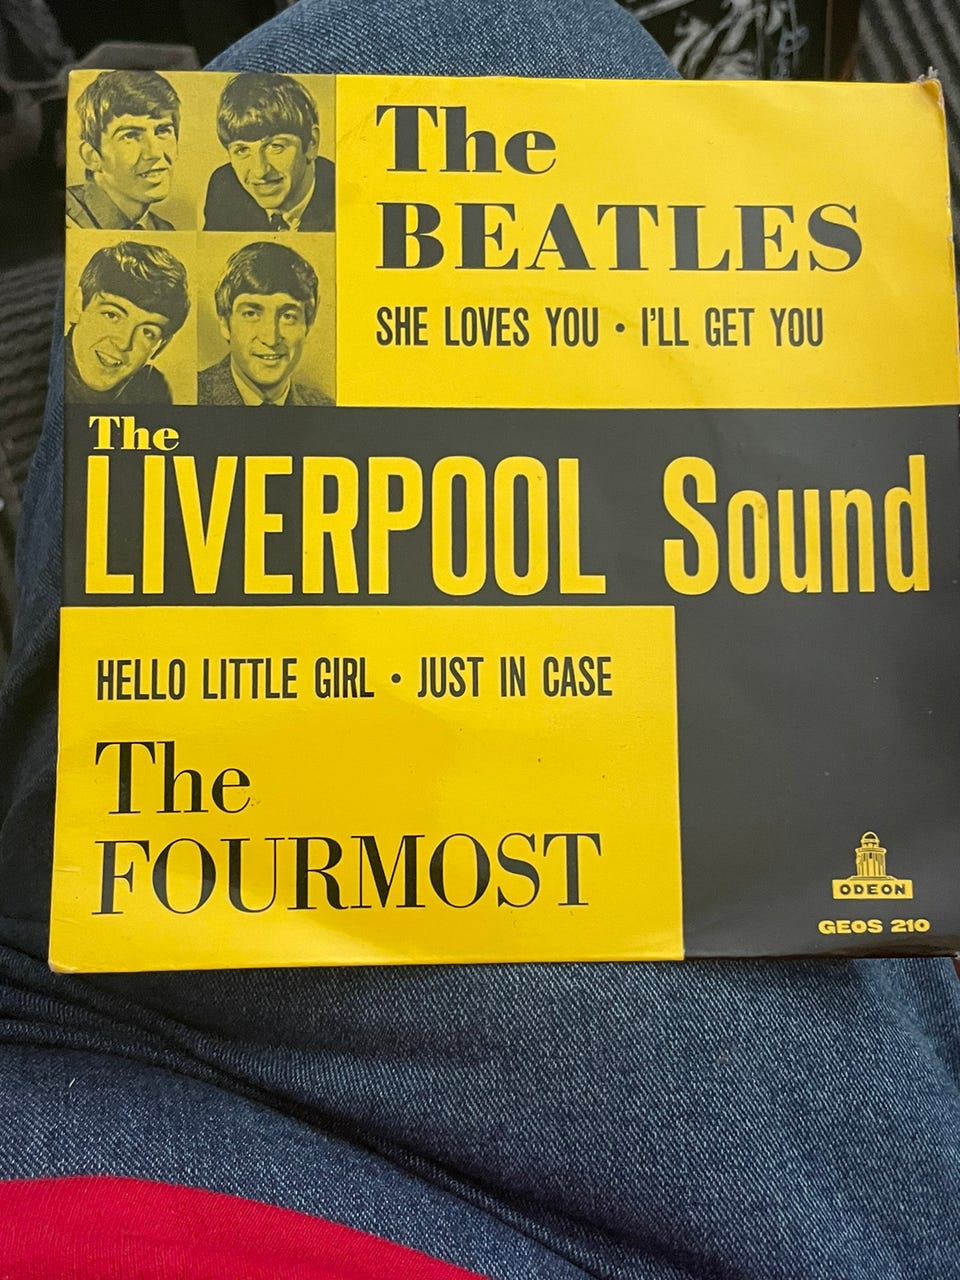 The
BEATLES
SHE LOVES YOU • I'LL GET YOU
The
LIVERPOOL Sound
HELLO LITTLE GIRL • JUST IN CASE
The
FOURMOST
ODEON
GEOS 210